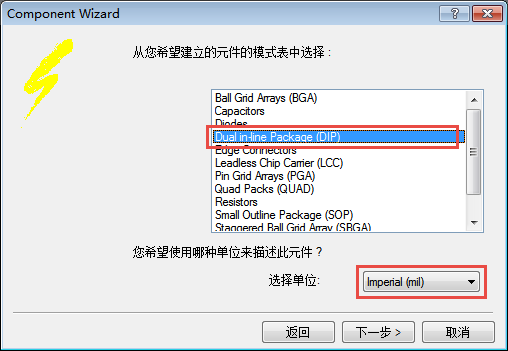 Component Wizard
从您希望建立的元件的模式表中选择：
Ball Grid Arrays (BGA)
Capacitors
Diodes
Dual in-line Package (DIP)
Edge Connectors
Leadless Chip Carrier (LCC)
Pin Grid Arrays (PGA)
Quad Packs (QUAD)
Resistors
Small Outline Package (SOP)
Staggered Ball Grid Array (SBGA)
您希望使用哪种单位来描述此元件？
选择单位: Imperial (mil)
返回 下一步 > 取消